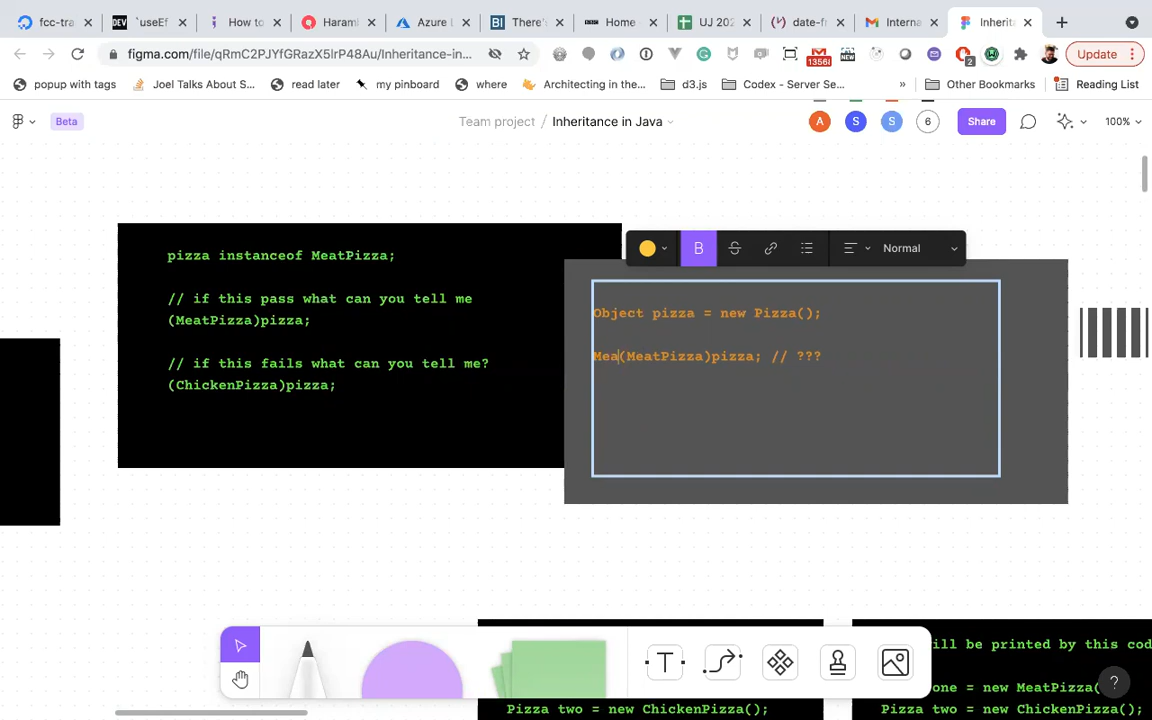 fcc-tra
`useEf
How to
Harami
Azure L
There's
Home -
UJ 202
date-fr
Interna
Inherit
figma.com/file/qRmC2PJYfGRazX5lrP48Au/Inheritance-in...
1356
2
NEW
Update
popup with tags
Joel Talks About S...
read later
my pinboard
where
Architecting in the...
d3.js
Codex - Server Se...
»
Other Bookmarks
Reading List
Beta
Team project / Inheritance in Java
A
S
S
6
Share
100%
B
S
Normal
pizza instanceof MeatPizza;
// if this pass what can you tell me
(MeatPizza)pizza;
// if this fails what can you tell me?
(ChickenPizza)pizza;
Object pizza = new Pizza();
Mea(MeatPizza)pizza; // ???
T
ill be printed by this cod
one = new MeatPizza(
?
Pizza two = new ChickenPizza();
Pizza two = new ChickenPizza();